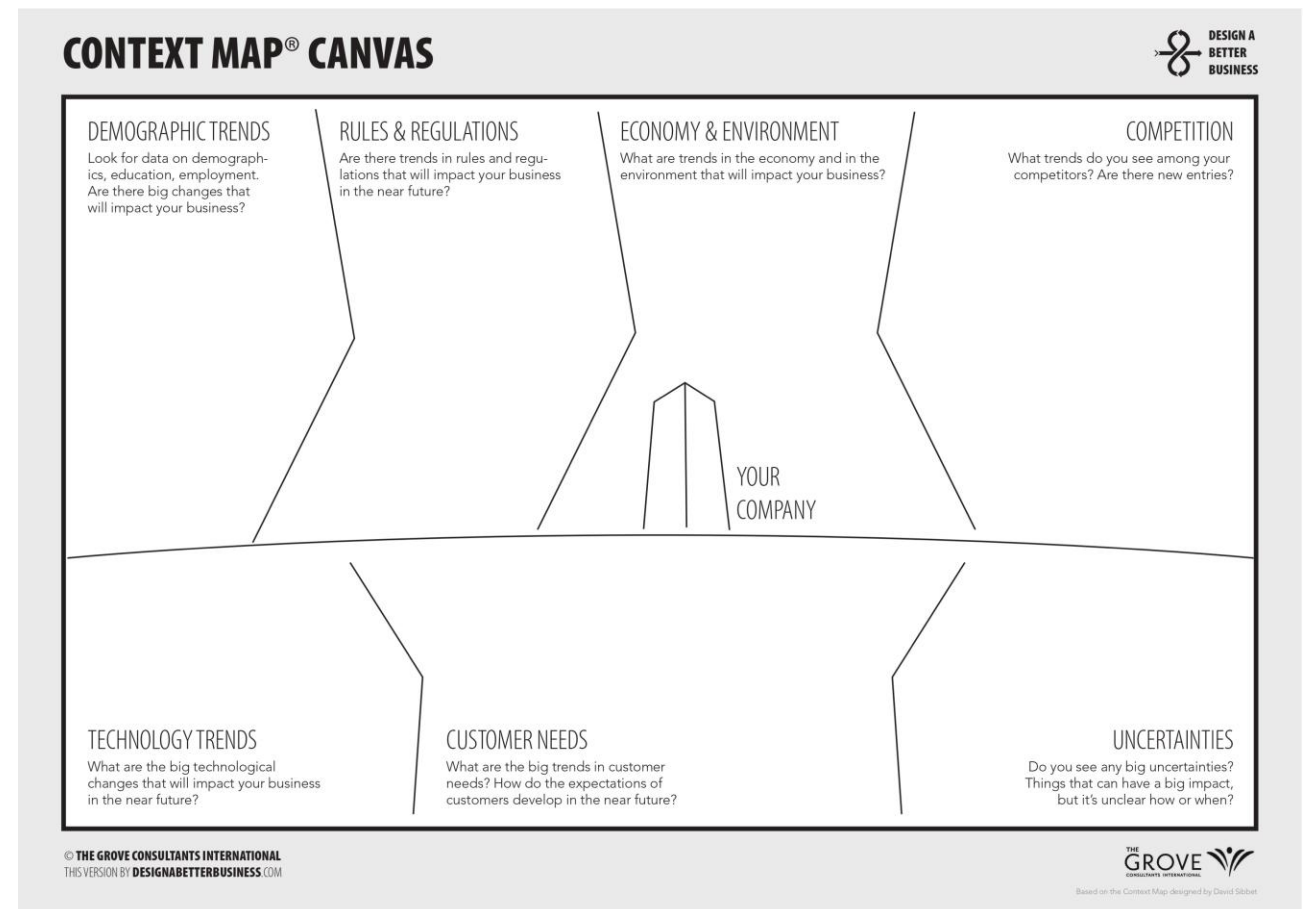 CONTEXT MAP® CANVAS
DESIGN A
BETTER
BUSINESS
DEMOGRAPHIC TRENDS
Look for data on demograph-
ics, education, employment.
Are there big changes that
will impact your business?
RULES & REGULATIONS
Are there trends in rules and regu-
lations that will impact your business
in the near future?
ECONOMY & ENVIRONMENT
What are trends in the economy and in the
environment that will impact your business?
COMPETITION
What trends do you see among your
competitors? Are there new entries?
YOUR
COMPANY
TECHNOLOGY TRENDS
What are the big technological
changes that will impact your business
in the near future?
CUSTOMER NEEDS
What are the big trends in customer
needs? How do the expectations of
customers develop in the near future?
UNCERTAINTIES
Do you see any big uncertainties?
Things that can have a big impact,
but it's unclear how or when?
© THE GROVE CONSULTANTS INTERNATIONAL
THIS VERSION BY DESIGNABETTERBUSINESS.COM
THE
GROVE
CONSULTANTS INTERNATIONAL
Based on the Context Map designed by David Sibbet